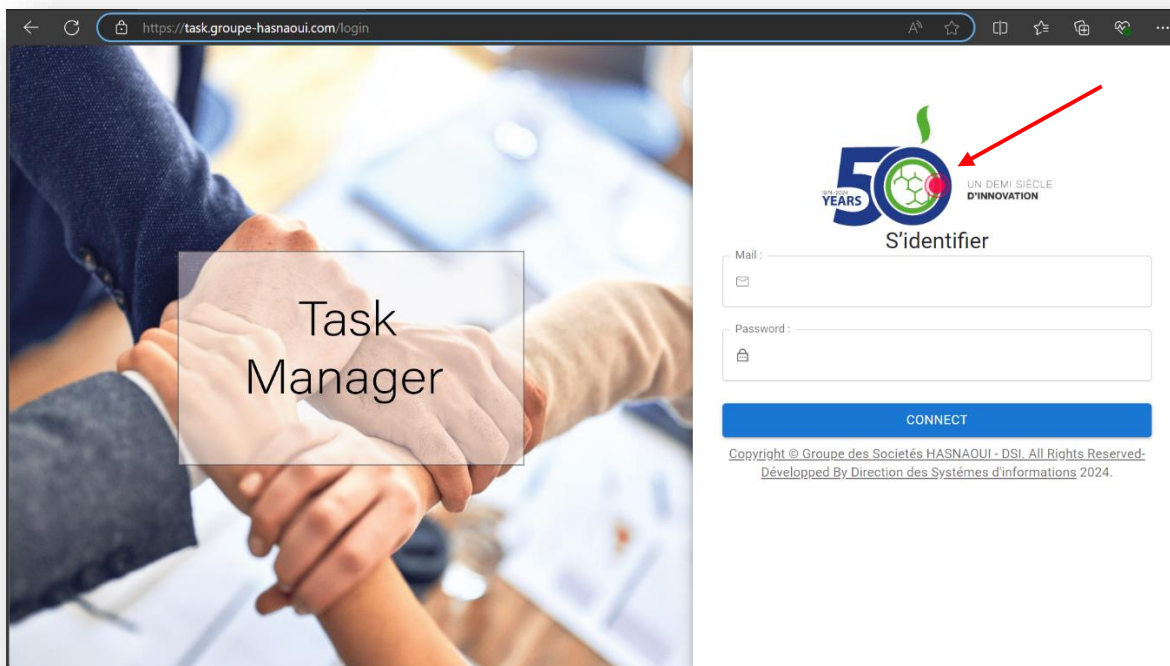 https://task.groupe-hasnaoui.com/login
Task
Manager
1974-2024
YEARS
50
UN DEMI SIÈCLE
D'INNOVATION
S'identifier
Mail :
Password :
CONNECT
Copyright © Groupe des Societés HASNAOUI - DSI. All Rights Reserved-
Développed By Direction des Systémes d'informations 2024.